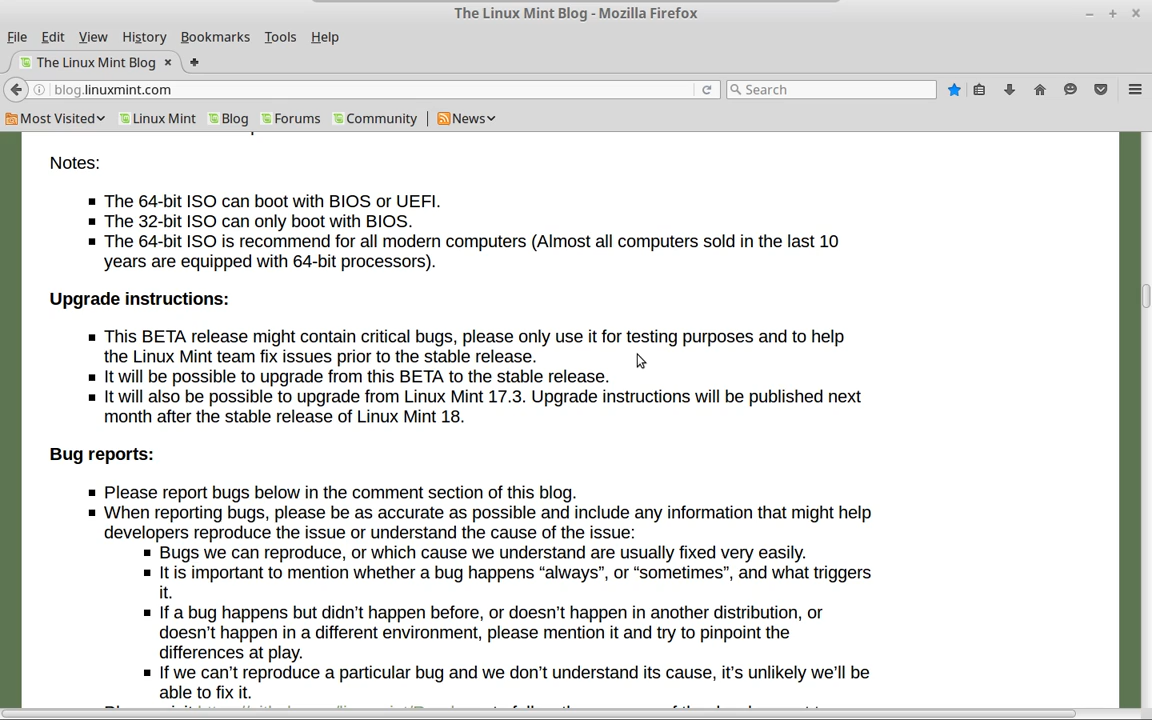 The Linux Mint Blog - Mozilla Firefox
File Edit View History Bookmarks Tools Help
The Linux Mint Blog
blog.linuxmint.com
Search
Most Visited Linux Mint Blog Forums Community News
Notes:
The 64-bit ISO can boot with BIOS or UEFI.
The 32-bit ISO can only boot with BIOS.
The 64-bit ISO is recommend for all modern computers (Almost all computers sold in the last 10
years are equipped with 64-bit processors).
Upgrade instructions:
This BETA release might contain critical bugs, please only use it for testing purposes and to help
the Linux Mint team fix issues prior to the stable release.
It will be possible to upgrade from this BETA to the stable release.
It will also be possible to upgrade from Linux Mint 17.3. Upgrade instructions will be published next
month after the stable release of Linux Mint 18.
Bug reports:
Please report bugs below in the comment section of this blog.
When reporting bugs, please be as accurate as possible and include any information that might help
developers reproduce the issue or understand the cause of the issue:
Bugs we can reproduce, or which cause we understand are usually fixed very easily.
It is important to mention whether a bug happens “always”, or “sometimes”, and what triggers
it.
If a bug happens but didn’t happen before, or doesn’t happen in another distribution, or
doesn’t happen in a different environment, please mention it and try to pinpoint the
differences at play.
If we can’t reproduce a particular bug and we don’t understand its cause, it’s unlikely we’ll be
able to fix it.